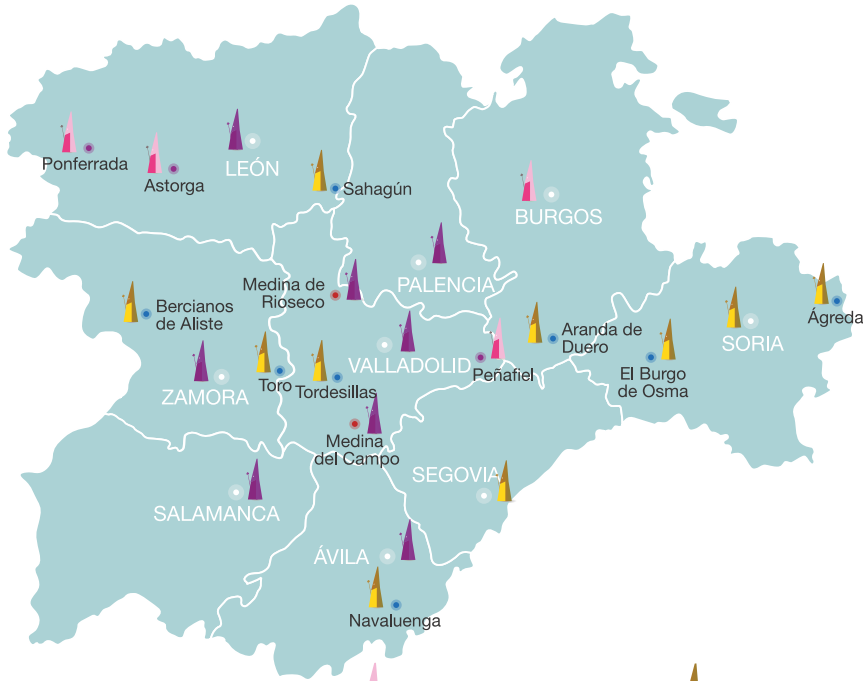 Ponferrada
Astorga
LEÓN
Sahagún
BURGOS
Medina de
Rioseco
PALENCIA
Bercianos
de Aliste
ZAMORA
Toro
Tordesillas
VALLADOLID
Peñafiel
Aranda de
Duero
El Burgo
de Osma
SORIA
Ágreda
Medina
del Campo
SEGOVIA
SALAMANCA
ÁVILA
Navaluenga